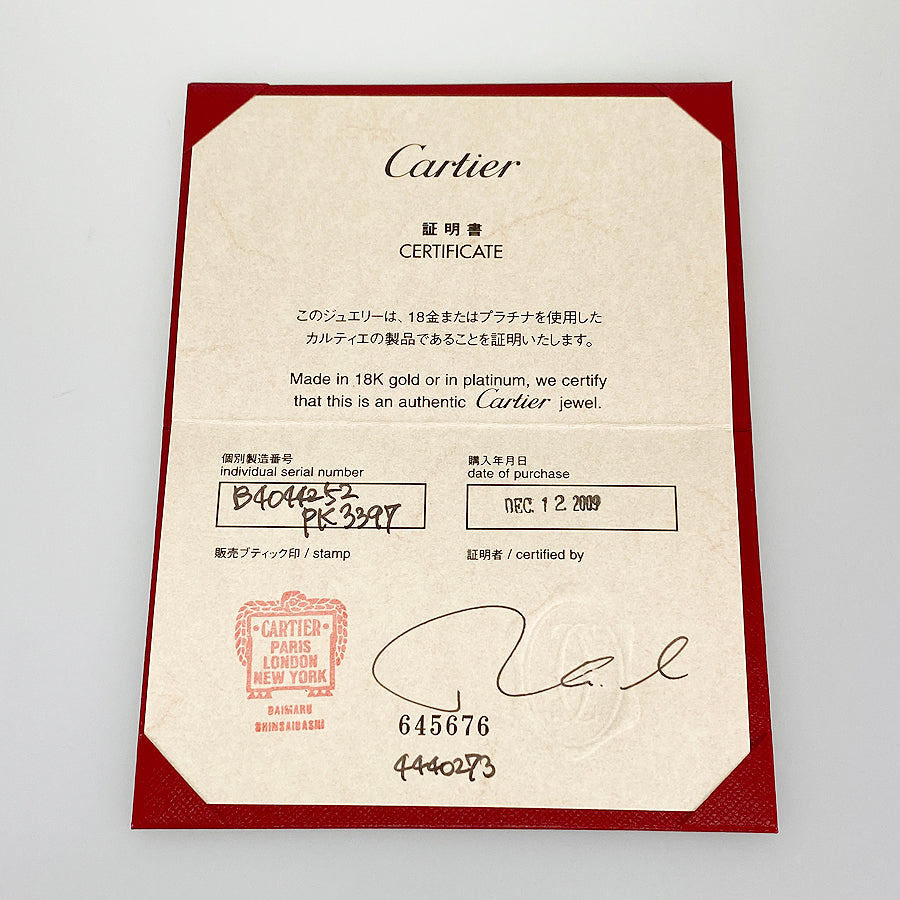 Cartier
証明書
CERTIFICATE
このジュエリーは、18金またはプラチナを使用した
カルティエの製品であることを証明いたします。
Made in 18K gold or in platinum, we certify
that this is an authentic Cartier jewel.
個別製造番号
individual serial number
B4044252
PK3397
購入年月日
date of purchase
DEC. 12 2009
販売ブティック印 / stamp
証明者 / certified by
·CARTIER·
PARIS
LONDON
NEW YORK
DAIMARU
SHINSAIBASHI
645676
4440273